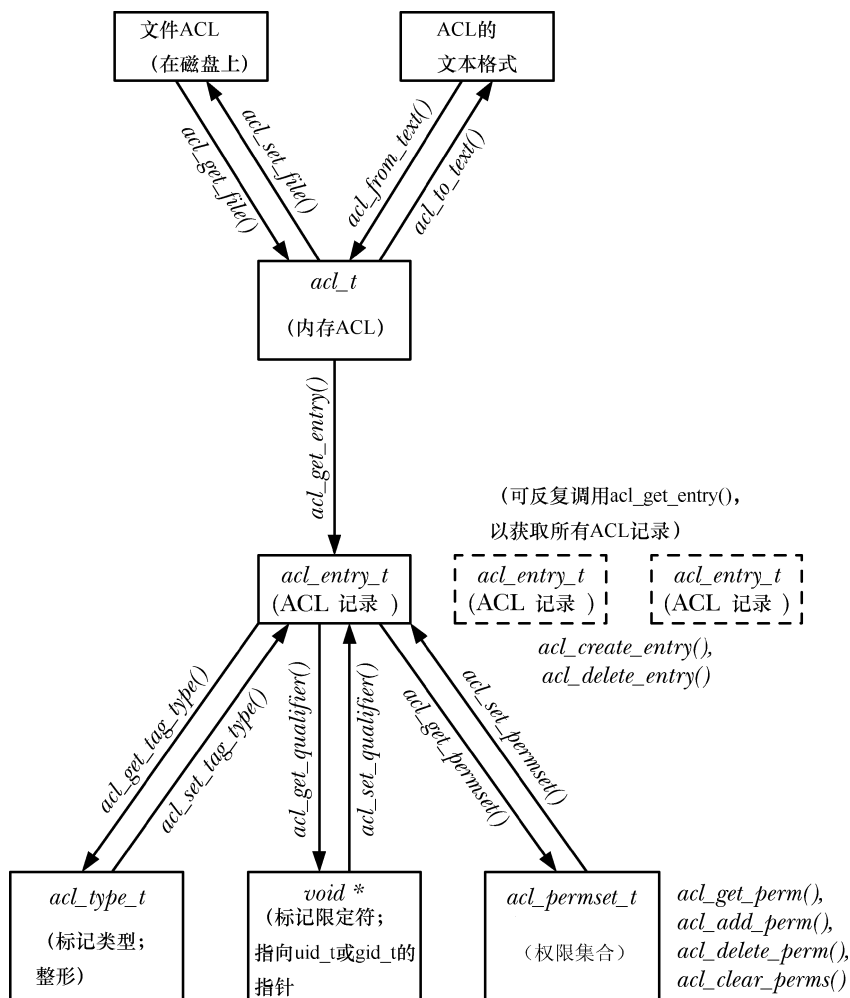 文件ACL
（在磁盘上）
ACL的
文本格式
acl_get_file()
acl_set_file()
acl_from_text()
acl_to_text()
acl_t
（内存ACL）
acl_get_entry()
（可反复调用acl_get_entry()，
以获取所有ACL记录）
acl_entry_t
(ACL 记录 )
acl_entry_t
(ACL 记录 )
acl_entry_t
(ACL 记录 )
acl_create_entry(),
acl_delete_entry()
acl_get_tag_type()
acl_set_tag_type()
acl_get_qualifier()
acl_set_qualifier()
acl_get_permset()
acl_set_permset()
acl_type_t
（标记类型；
整形）
void *
（标记限定符；
指向uid_t或gid_t的
指针
acl_permset_t
（权限集合）
acl_get_perm(),
acl_add_perm(),
acl_delete_perm(),
acl_clear_perms()